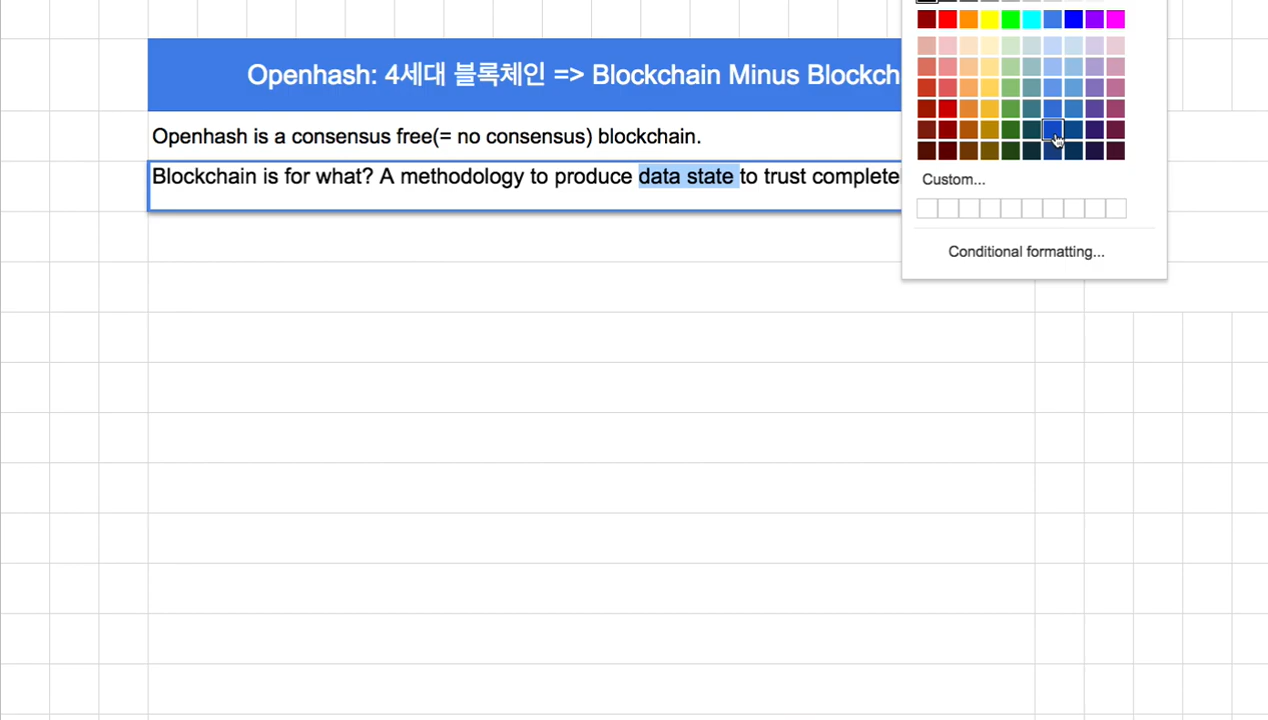 Openhash: 4세대 블록체인 => Blockchain Minus Blockch
Openhash is a consensus free(= no consensus) blockchain.
Blockchain is for what? A methodology to produce data state to trust complete
Custom...
Conditional formatting...